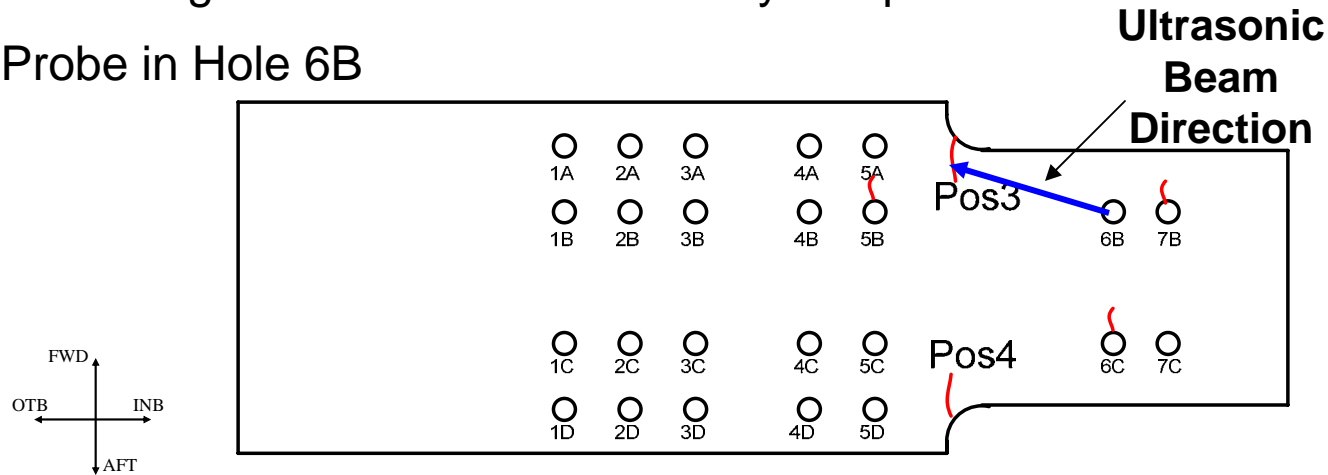 Probe in Hole 6B
Ultrasonic
Beam
Direction
1A 2A 3A 4A 5A
Pos3
1B 2B 3B 4B 5B 6B 7B
FWD
Pos4
1C 2C 3C 4C 5C 6C 7C
OTB INB
1D 2D 3D 4D 5D
AFT